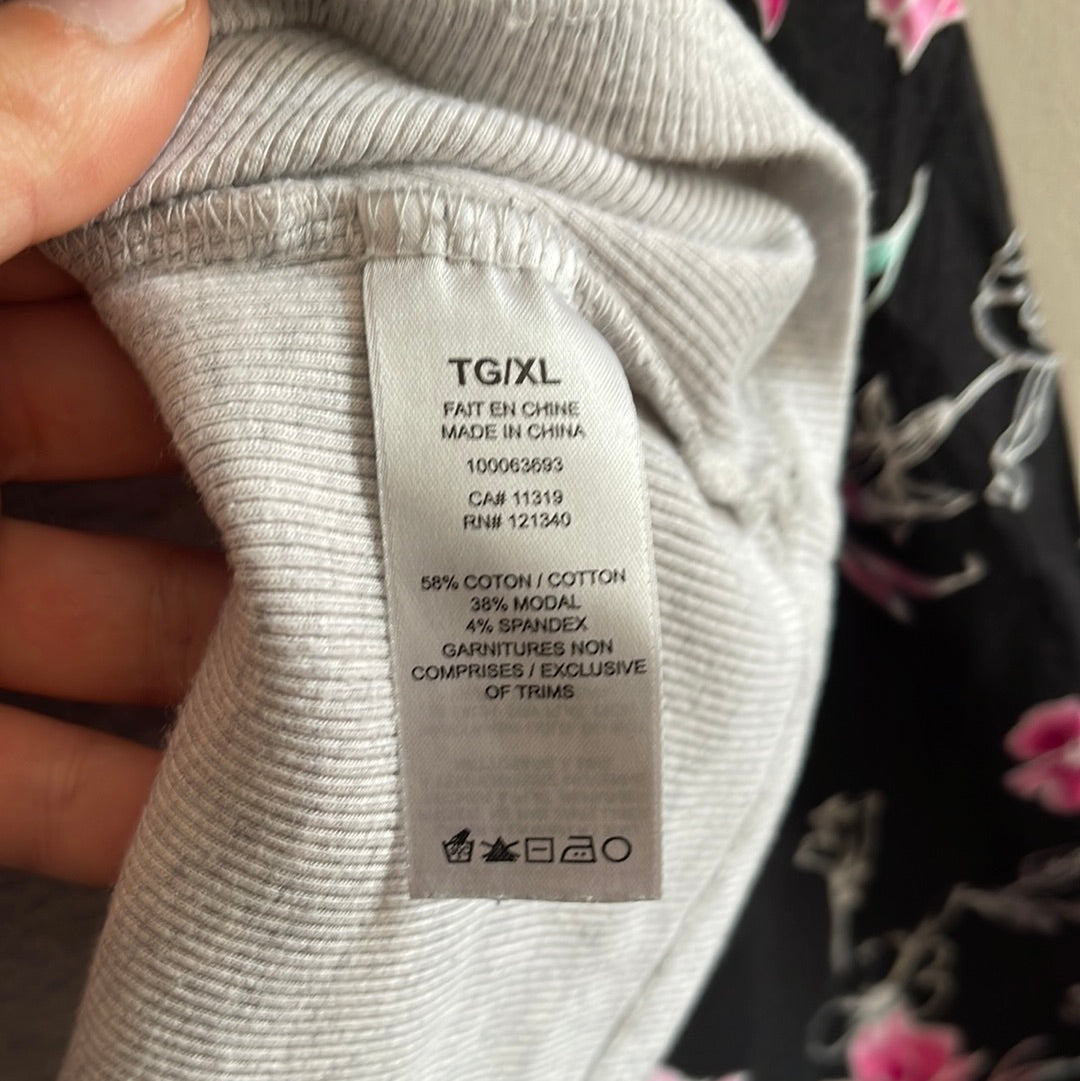 TG/XL
FAIT EN CHINE
MADE IN CHINA
100063693
CA# 11319
RN# 121340
58% COTON / COTTON
38% MODAL
4% SPANDEX
GARNITURES NON
COMPRISES / EXCLUSIVE
OF TRIMS